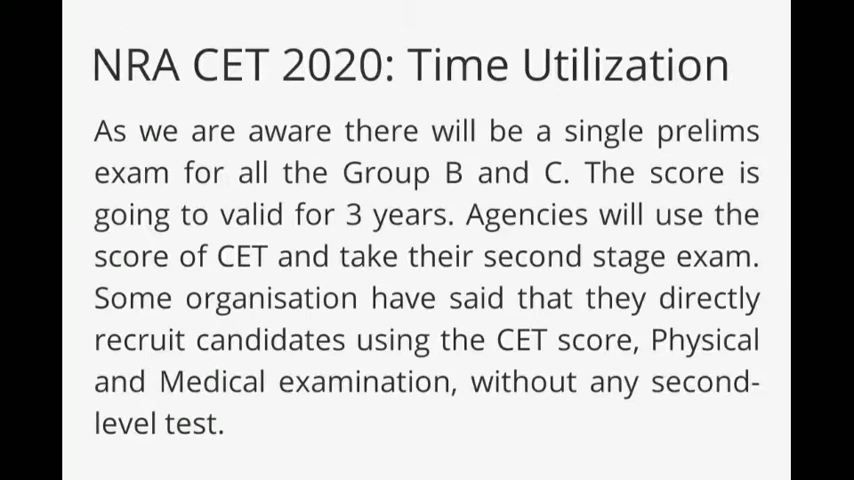 NRA CET 2020: Time Utilization
As we are aware there will be a single prelims
exam for all the Group B and C. The score is
going to valid for 3 years. Agencies will use the
score of CET and take their second stage exam.
Some organisation have said that they directly
recruit candidates using the CET score, Physical
and Medical examination, without any second-
level test.